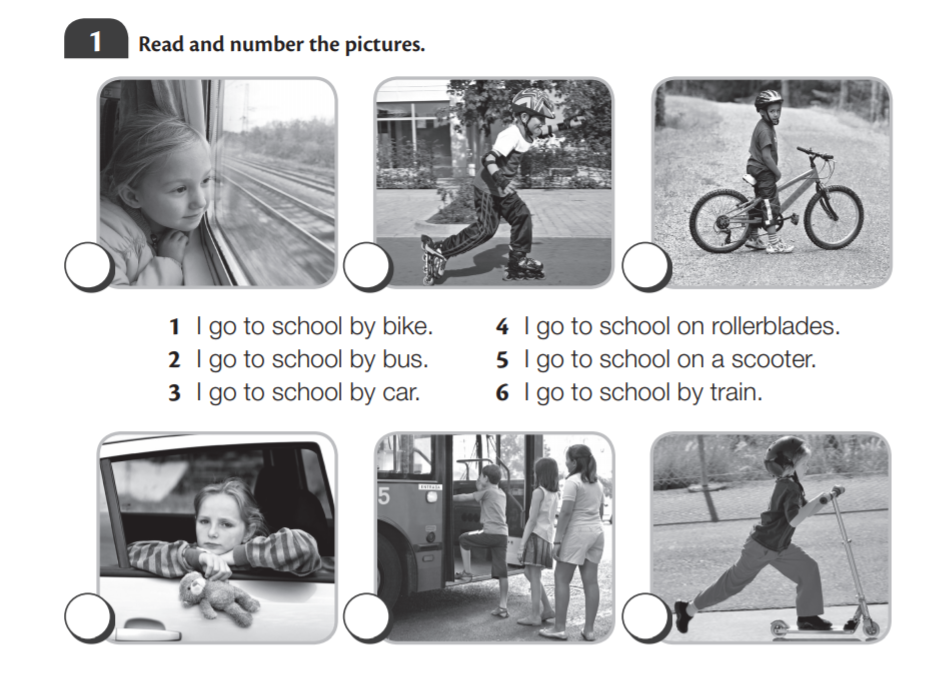 1 Read and number the pictures.
1 I go to school by bike.
2 I go to school by bus.
3 I go to school by car.
4 I go to school on rollerblades.
5 I go to school on a scooter.
6 I go to school by train.
5